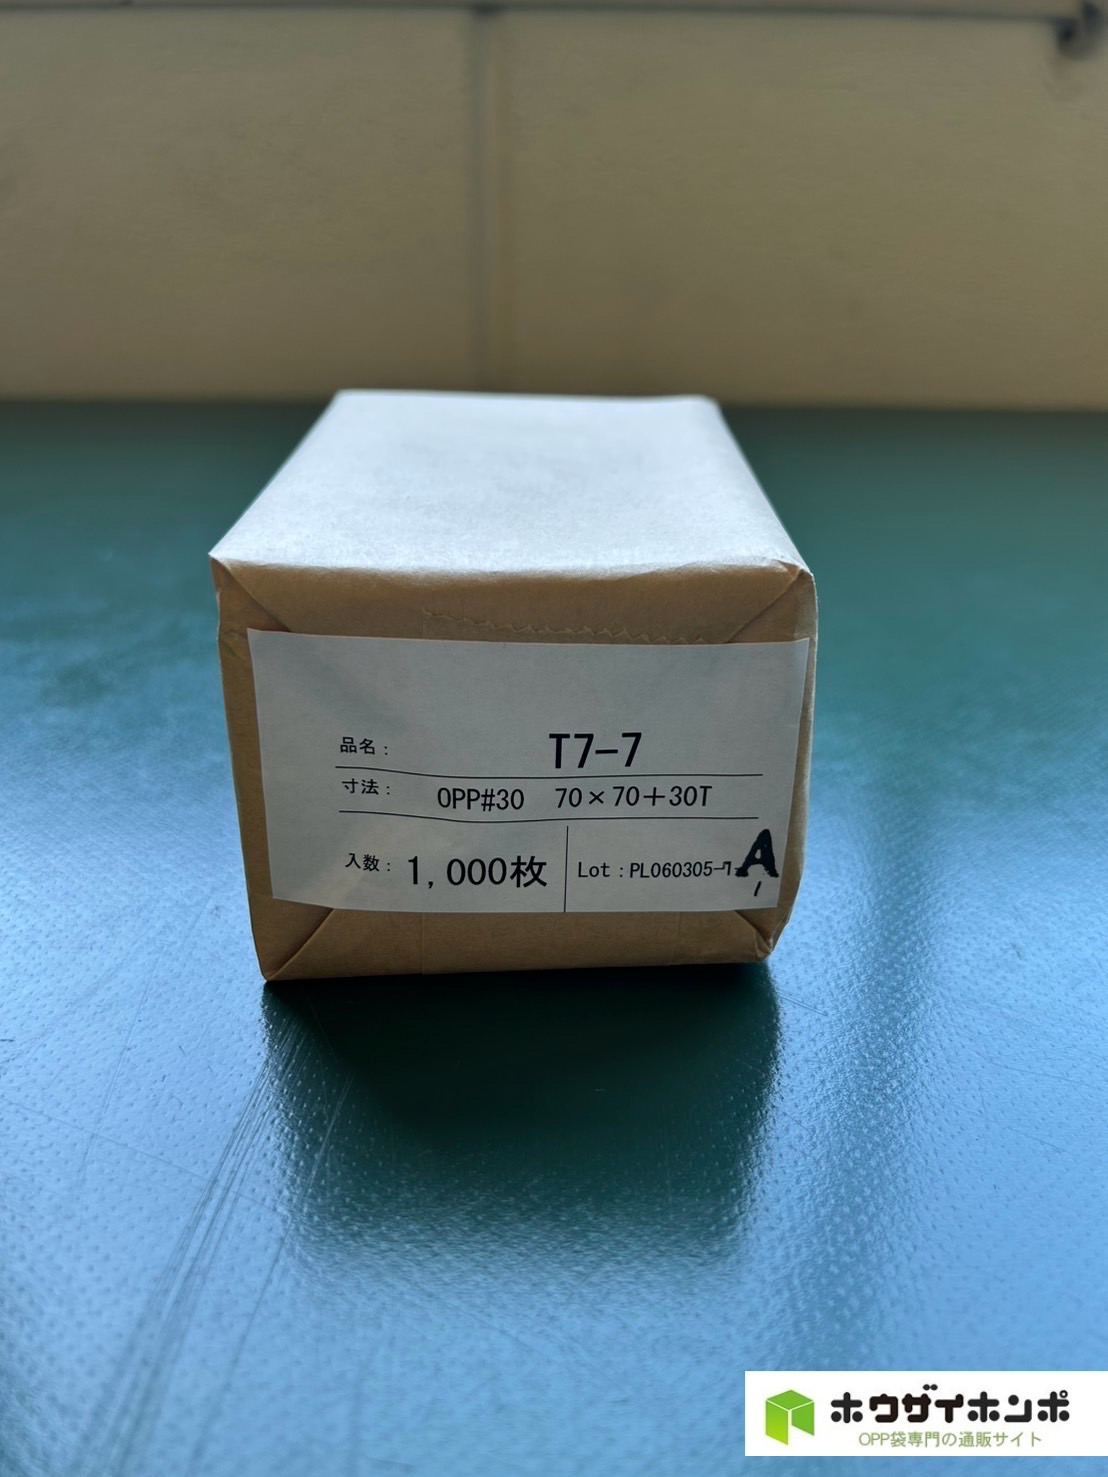 品名： T7-7
寸法： OPP#30 70×70＋30T
入数： 1,000枚 Lot：PL060305-7-A
1
ホウザイホンポ
OPP袋専門の通販サイト